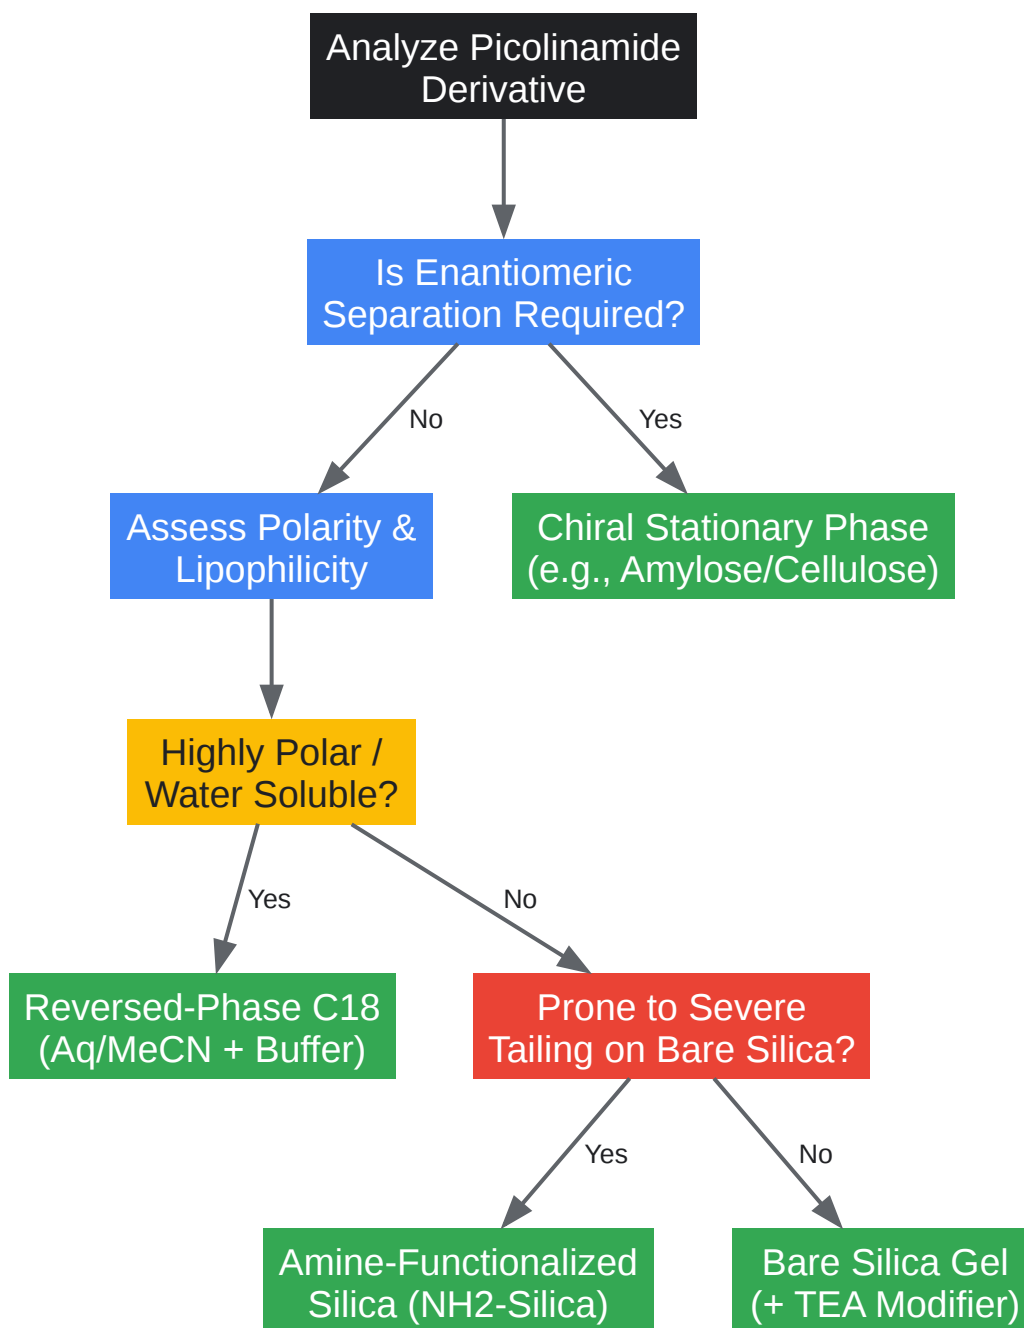 Analyze Picolinamide
Derivative
Is Enantiomeric
Separation Required?
No
Yes
Assess Polarity &
Lipophilicity
Chiral Stationary Phase
(e.g., Amylose/Cellulose)
Highly Polar /
Water Soluble?
Yes
No
Reversed-Phase C18
(Aq/MeCN + Buffer)
Prone to Severe
Tailing on Bare Silica?
Yes
No
Amine-Functionalized
Silica (NH2-Silica)
Bare Silica Gel
(+ TEA Modifier)